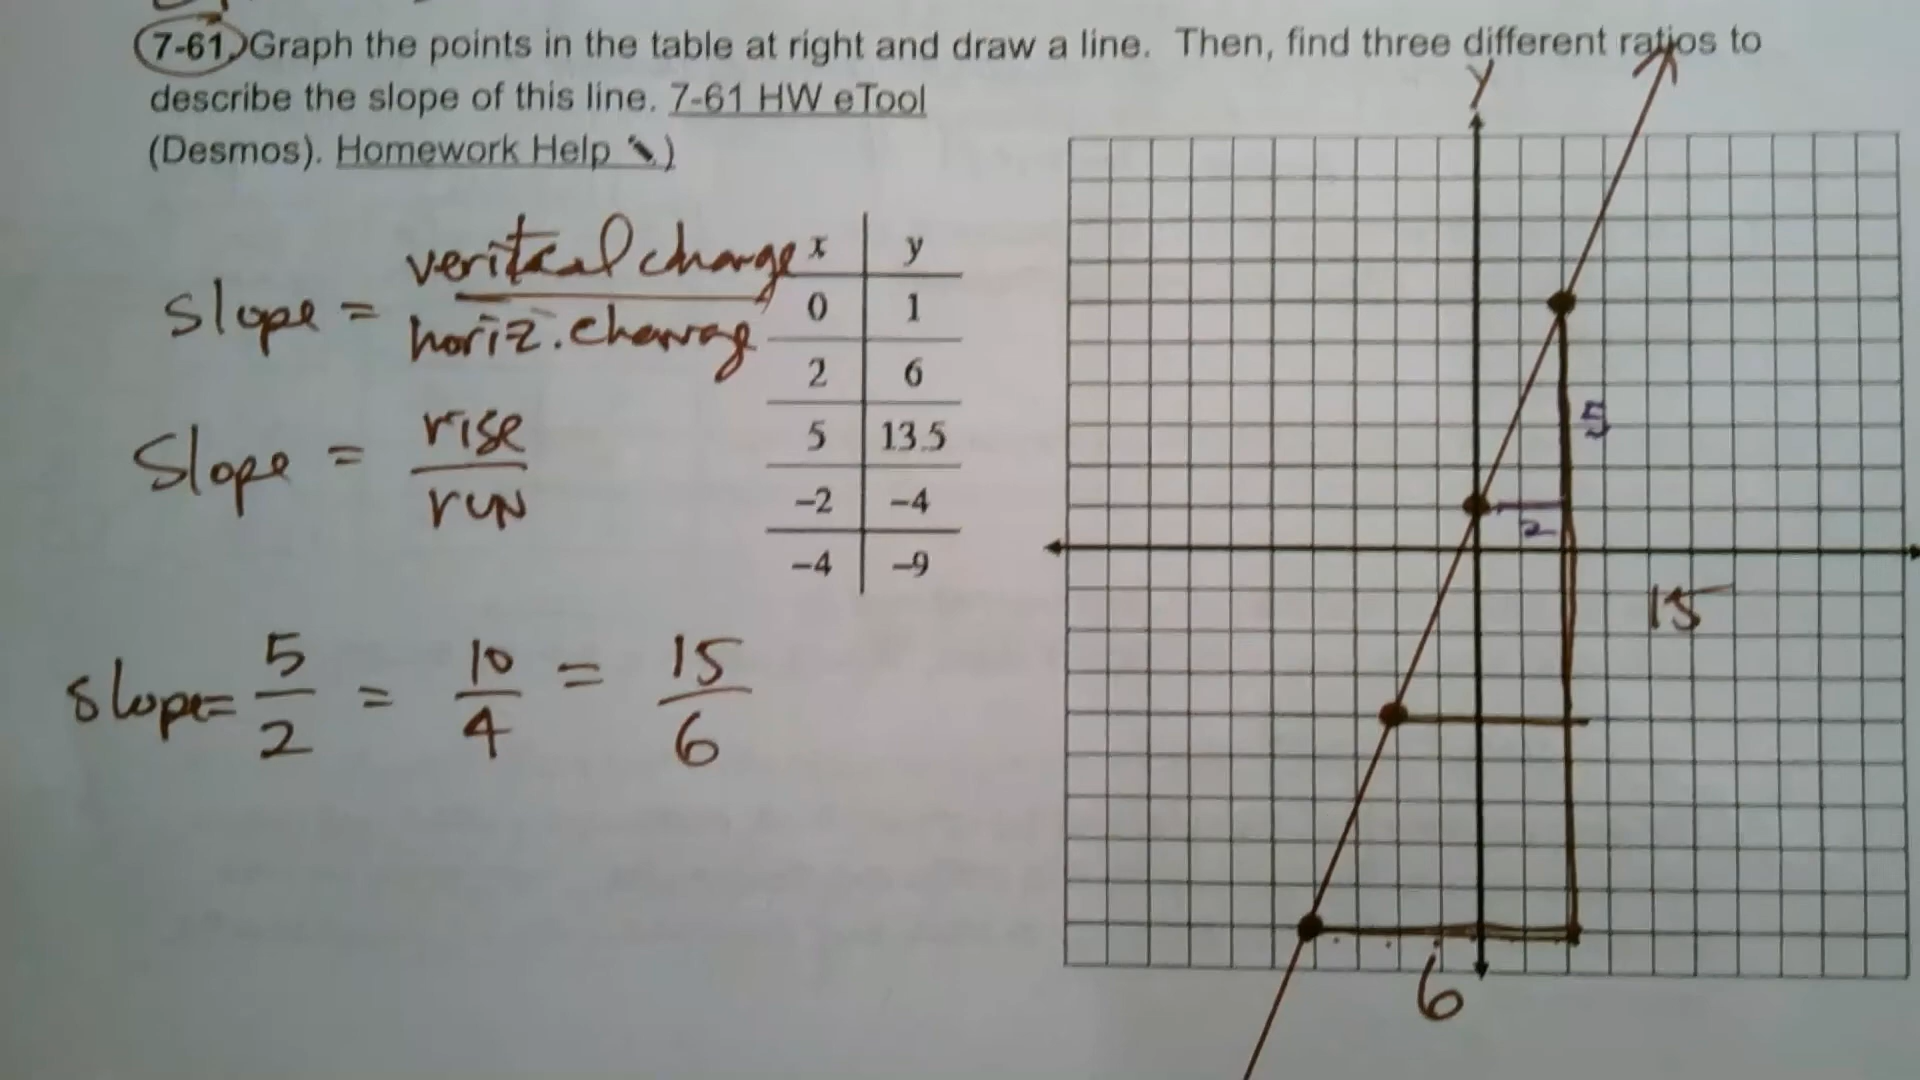 7-61. Graph the points in the table at right and draw a line. Then, find three different ratios to
describe the slope of this line. 7-61 HW eTool
(Desmos). Homework Help ✎)
y
slope = veritcal change
horiz. change
x y
0 1
2 6
5 13.5
-2 -4
-4 -9
Slope = rise
run
slope= 5/2 = 10/4 = 15/6
5
2
15
6